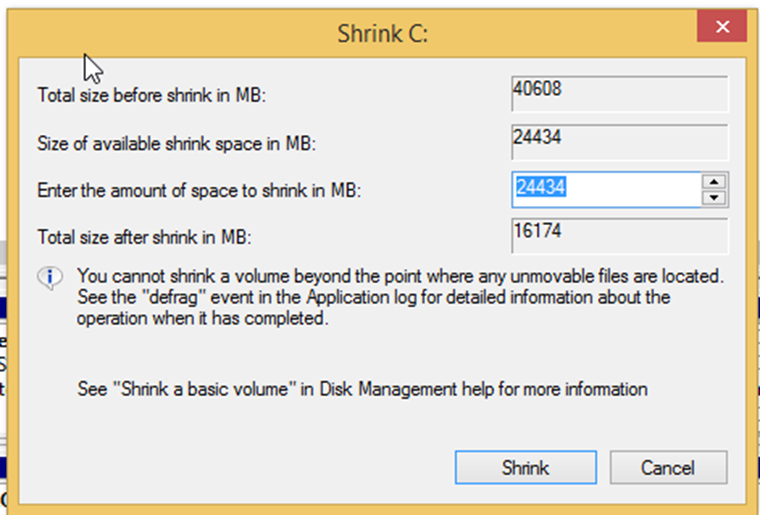 Shrink C:
Total size before shrink in MB: 40608
Size of available shrink space in MB: 24434
Enter the amount of space to shrink in MB: 24434
Total size after shrink in MB: 16174
You cannot shrink a volume beyond the point where any unmovable files are located.
See the "defrag" event in the Application log for detailed information about the
operation when it has completed.
See "Shrink a basic volume" in Disk Management help for more information
Shrink Cancel